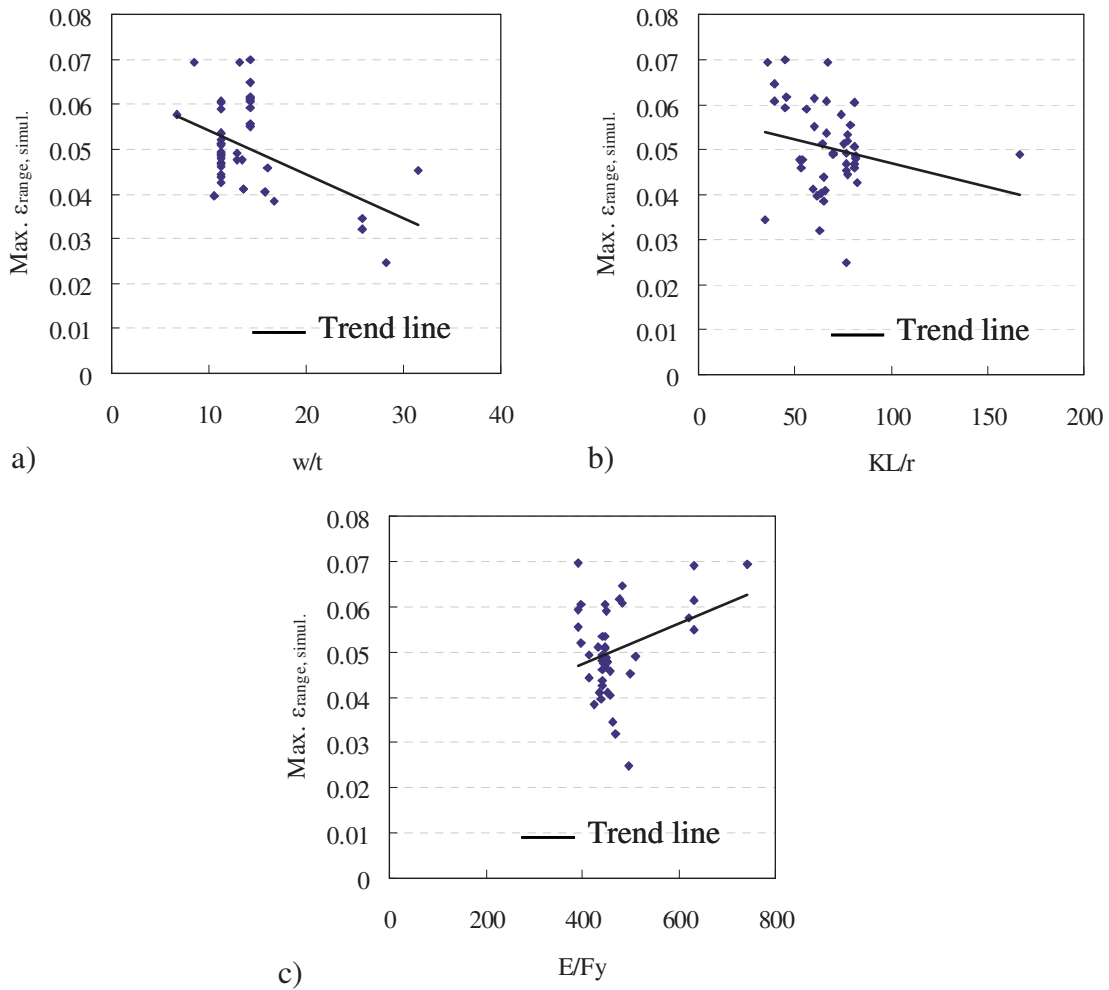 0.08
0.07
0.06
0.05
0.04
0.03
0.02
0.01
0
Max. εrange, simul.
Trend line
0 10 20 30 40
a)
w/t
0.08
0.07
0.06
0.05
0.04
0.03
0.02
0.01
0
Max. εrange, simul.
Trend line
0 50 100 150 200
b)
KL/r
0.08
0.07
0.06
0.05
0.04
0.03
0.02
0.01
0
Max. εrange, simul.
Trend line
0 200 400 600 800
c)
E/Fy